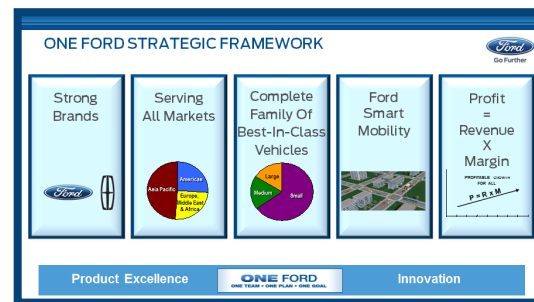 ONE FORD STRATEGIC FRAMEWORK
Ford
Go Further
Strong
Brands
Ford
Serving
All Markets
Asia Pacific
Americas
Europe,
Middle East
& Africa
Complete
Family Of
Best-In-Class
Vehicles
Large
Medium
Small
Ford
Smart
Mobility
Profit
=
Revenue
X
Margin
PROFITABLE GROWTH
FOR ALL
P = R x M
Product Excellence
ONE FORD
ONE TEAM • ONE PLAN • ONE GOAL
Innovation